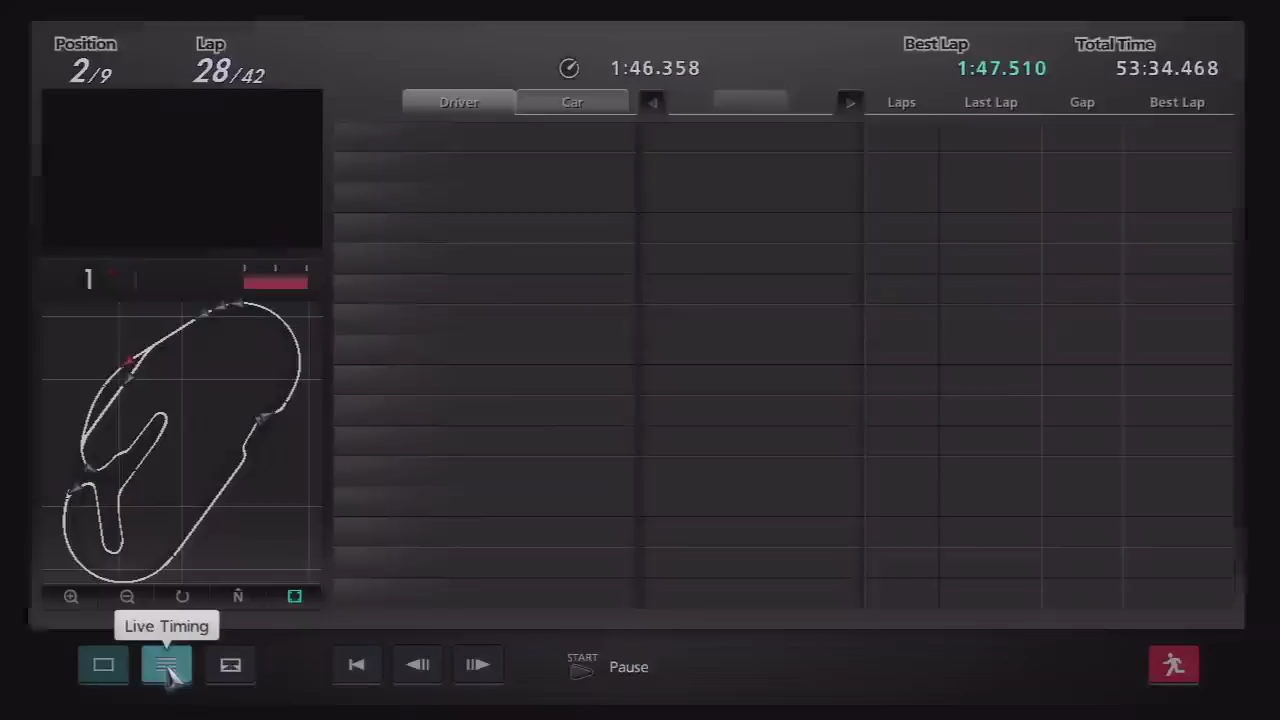 Position Lap Best Lap Total Time
2/9 28/42 1:46.358 1:47.510 53:34.468
Driver Car Laps Last Lap Gap Best Lap
1
N
Live Timing
START
Pause